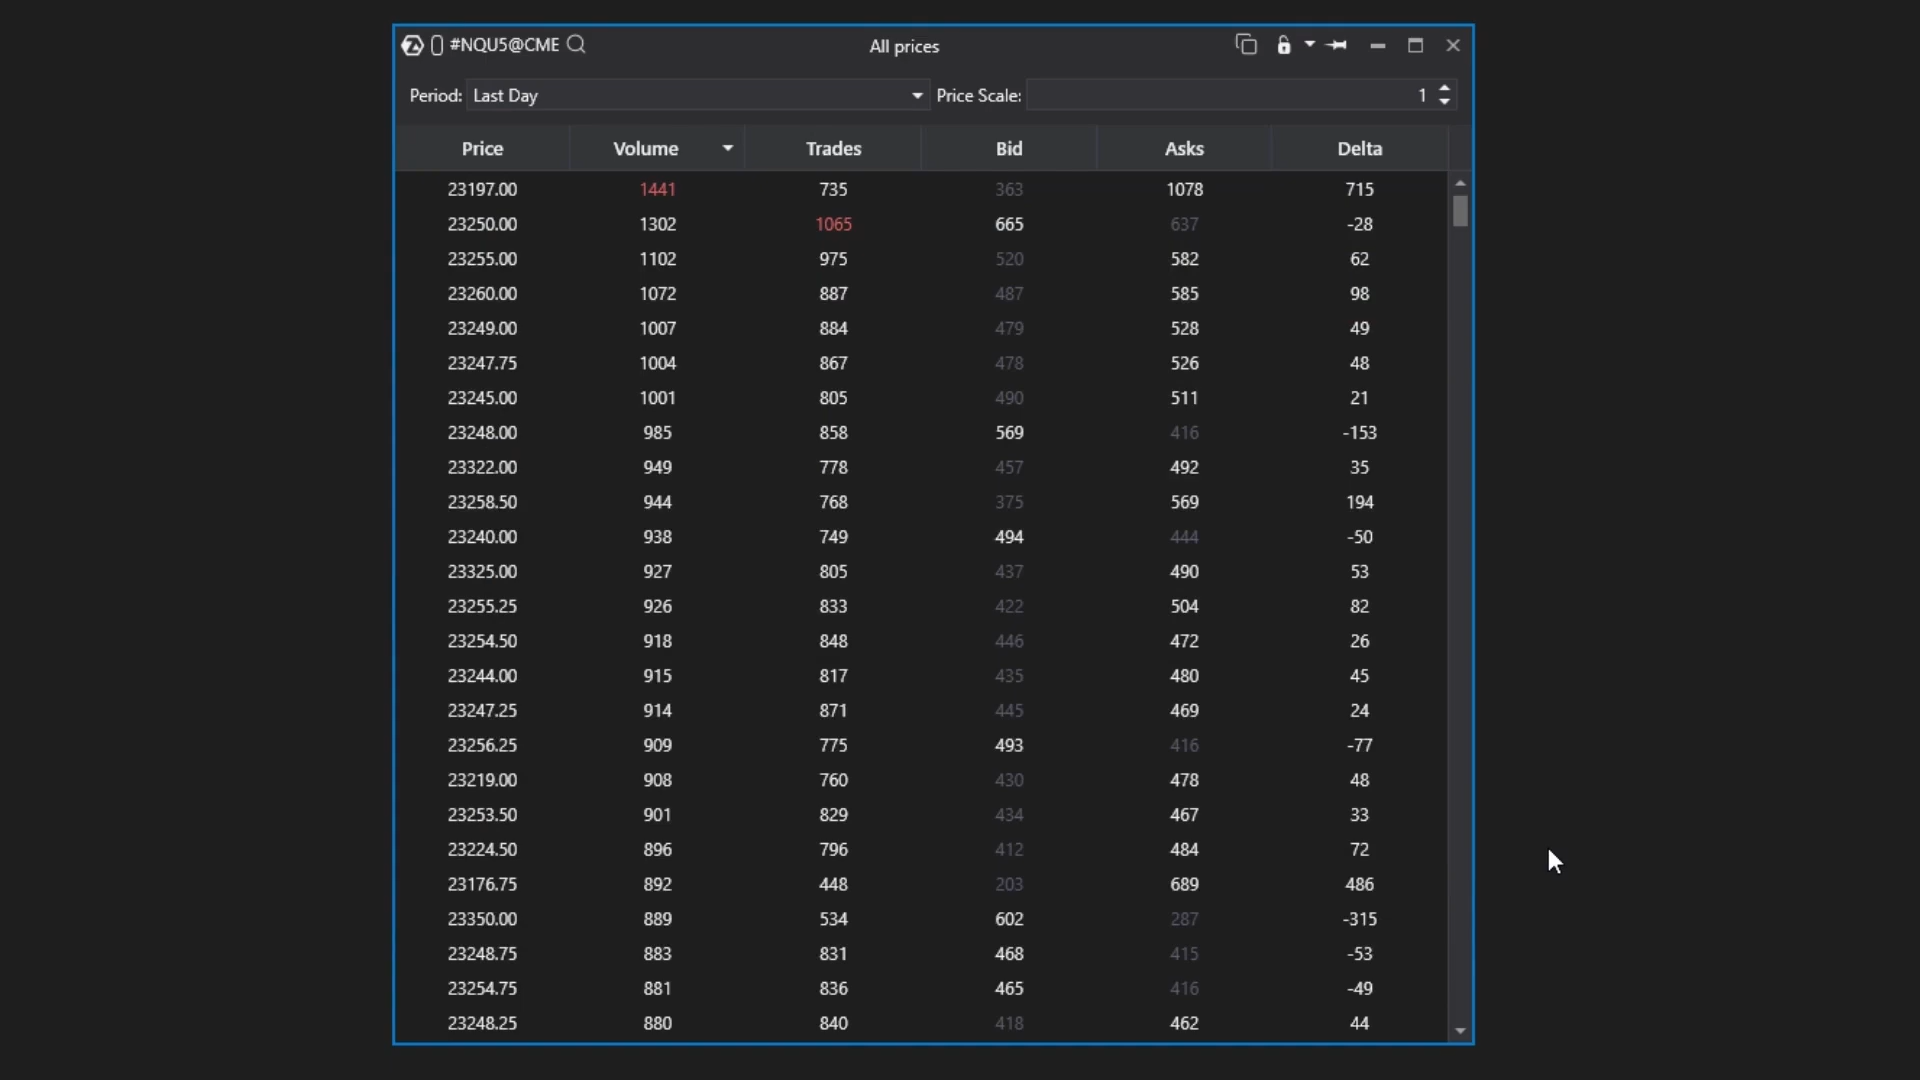 #NQU5@CME All prices
Period: Last Day Price Scale: 1
Price Volume Trades Bid Asks Delta
23197.00 1441 735 363 1078 715
23250.00 1302 1065 665 637 -28
23255.00 1102 975 520 582 62
23260.00 1072 887 487 585 98
23249.00 1007 884 479 528 49
23247.75 1004 867 478 526 48
23245.00 1001 805 490 511 21
23248.00 985 858 569 416 -153
23322.00 949 778 457 492 35
23258.50 944 768 375 569 194
23240.00 938 749 494 444 -50
23325.00 927 805 437 490 53
23255.25 926 833 422 504 82
23254.50 918 848 446 472 26
23244.00 915 817 435 480 45
23247.25 914 871 445 469 24
23256.25 909 775 493 416 -77
23219.00 908 760 430 478 48
23253.50 901 829 434 467 33
23224.50 896 796 412 484 72
23176.75 892 448 203 689 486
23350.00 889 534 602 287 -315
23248.75 883 831 468 415 -53
23254.75 881 836 465 416 -49
23248.25 880 840 418 462 44